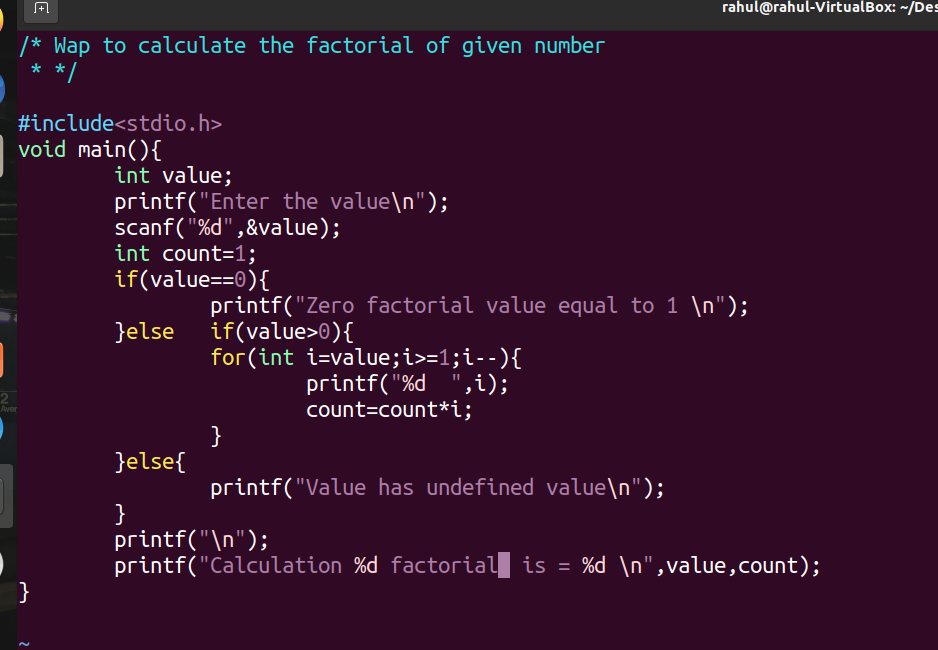 rahul@rahul-VirtualBox: ~/Des
/* Wap to calculate the factorial of given number
 * */
#include<stdio.h>
void main(){
        int value;
        printf("Enter the value\n");
        scanf("%d",&value);
        int count=1;
        if(value==0){
                printf("Zero factorial value equal to 1 \n");
        }else   if(value>0){
                for(int i=value;i>=1;i--){
                        printf("%d  ",i);
                        count=count*i;
                }
        }else{
                printf("Value has undefined value\n");
        }
        printf("\n");
        printf("Calculation %d factorial  is = %d \n",value,count);
}
~